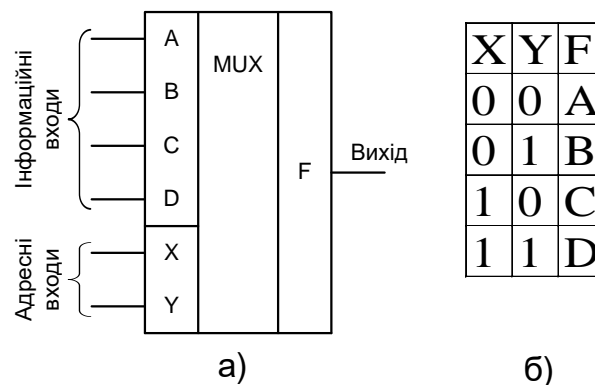 Інформаційні
входи
Адресні
входи
A
B
C
D
X
Y
MUX
F
Вихід
а)
X Y F
0 0 A
0 1 B
1 0 C
1 1 D
б)